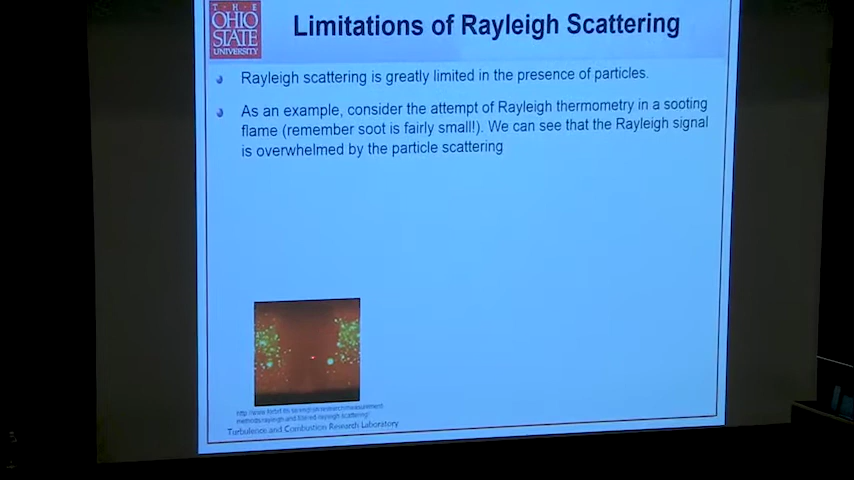 T · H · E
OHIO
STATE
UNIVERSITY
Limitations of Rayleigh Scattering
Rayleigh scattering is greatly limited in the presence of particles.
As an example, consider the attempt of Rayleigh thermometry in a sooting
flame (remember soot is fairly small!). We can see that the Rayleigh signal
is overwhelmed by the particle scattering
Turbulence and Combustion Research Laboratory